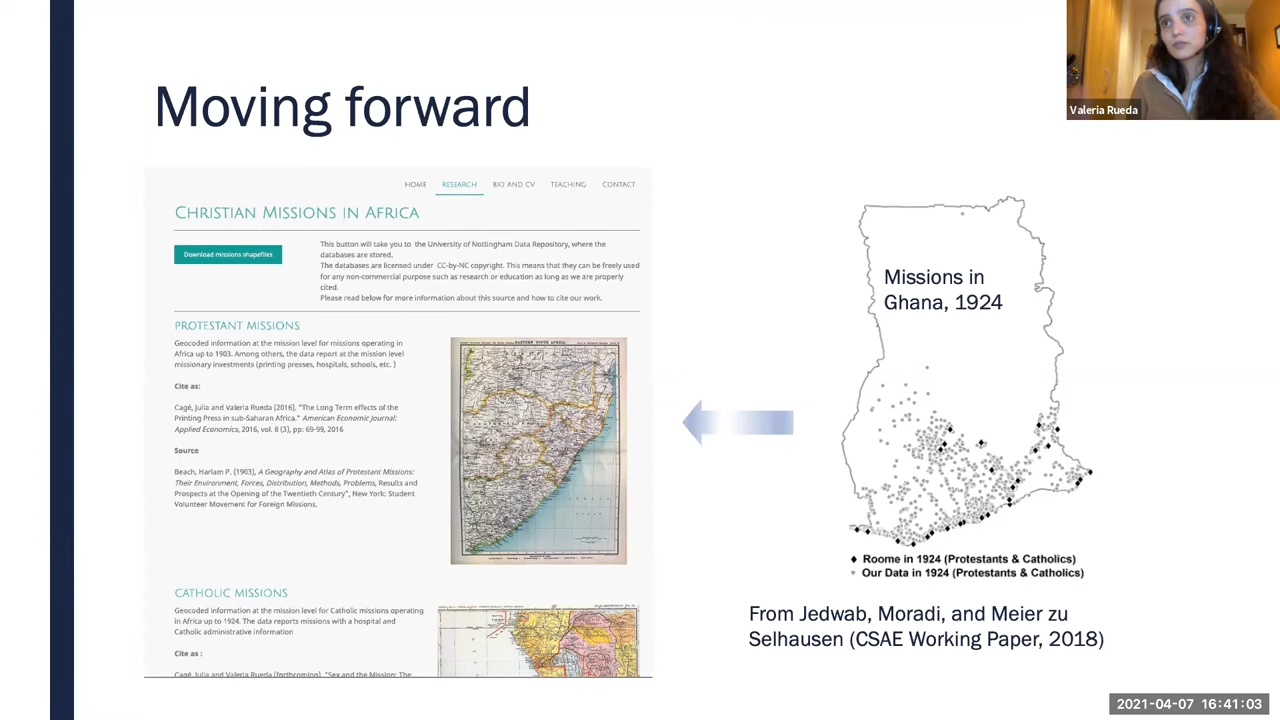 Moving forward
Valeria Rueda
HOME RESEARCH BIO AND CV TEACHING CONTACT
CHRISTIAN MISSIONS IN AFRICA
Download missions shapefiles
This button will take you to the University of Nottingham Data Repository, where the
databases are stored.
The databases are licensed under CC-by-NC copyright. This means that they can be freely used
for any non-commercial purpose such as research or education as long as we are properly
cited.
Please read below for more information about this source and how to cite our work.
PROTESTANT MISSIONS
Geocoded information at the mission level for missions operating in
Africa up to 1903. Among others, the data report at the mission level
missionary investments (printing presses, hospitals, schools, etc. )
Cite as:
Cagé, Julia and Valeria Rueda (2016), "The Long Term effects of the
Printing Press in sub-Saharan Africa." American Economic Journal:
Applied Economics, 2016, vol. 8 (3), pp: 69-99, 2016
Source
Beach, Harlam P. (1903), A Geography and Atlas of Protestant Missions:
Their Environment, Forces, Distribution, Methods, Problems, Results and
Prospects at the Opening of the Twentieth Century", New York: Student
Volunteer Movement for Foreign Missions.
CATHOLIC MISSIONS
Geocoded information at the mission level for Catholic missions operating
in Africa up to 1924. The data reports missions with a hospital and
Catholic administrative information
Cite as :
Cagé, Julia and Valeria Rueda (forthcoming), "Sex and the Mission: The
Missions in
Ghana, 1924
Roome in 1924 (Protestants & Catholics)
Our Data in 1924 (Protestants & Catholics)
From Jedwab, Moradi, and Meier zu
Selhausen (CSAE Working Paper, 2018)
2021-04-07 16:41:03